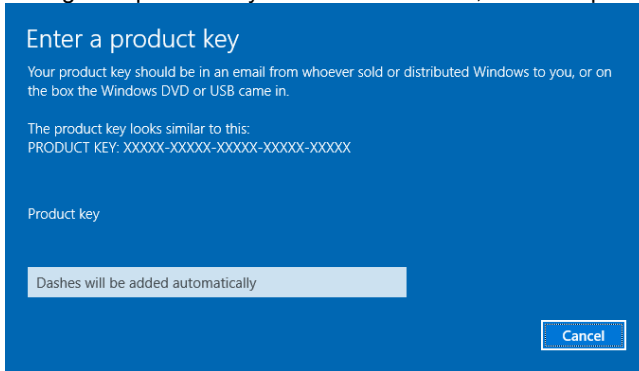 Enter a product key
Your product key should be in an email from whoever sold or distributed Windows to you, or on
the box the Windows DVD or USB came in.
The product key looks similar to this:
PRODUCT KEY: XXXXX-XXXXX-XXXXX-XXXXX-XXXXX
Product key
Dashes will be added automatically
Cancel